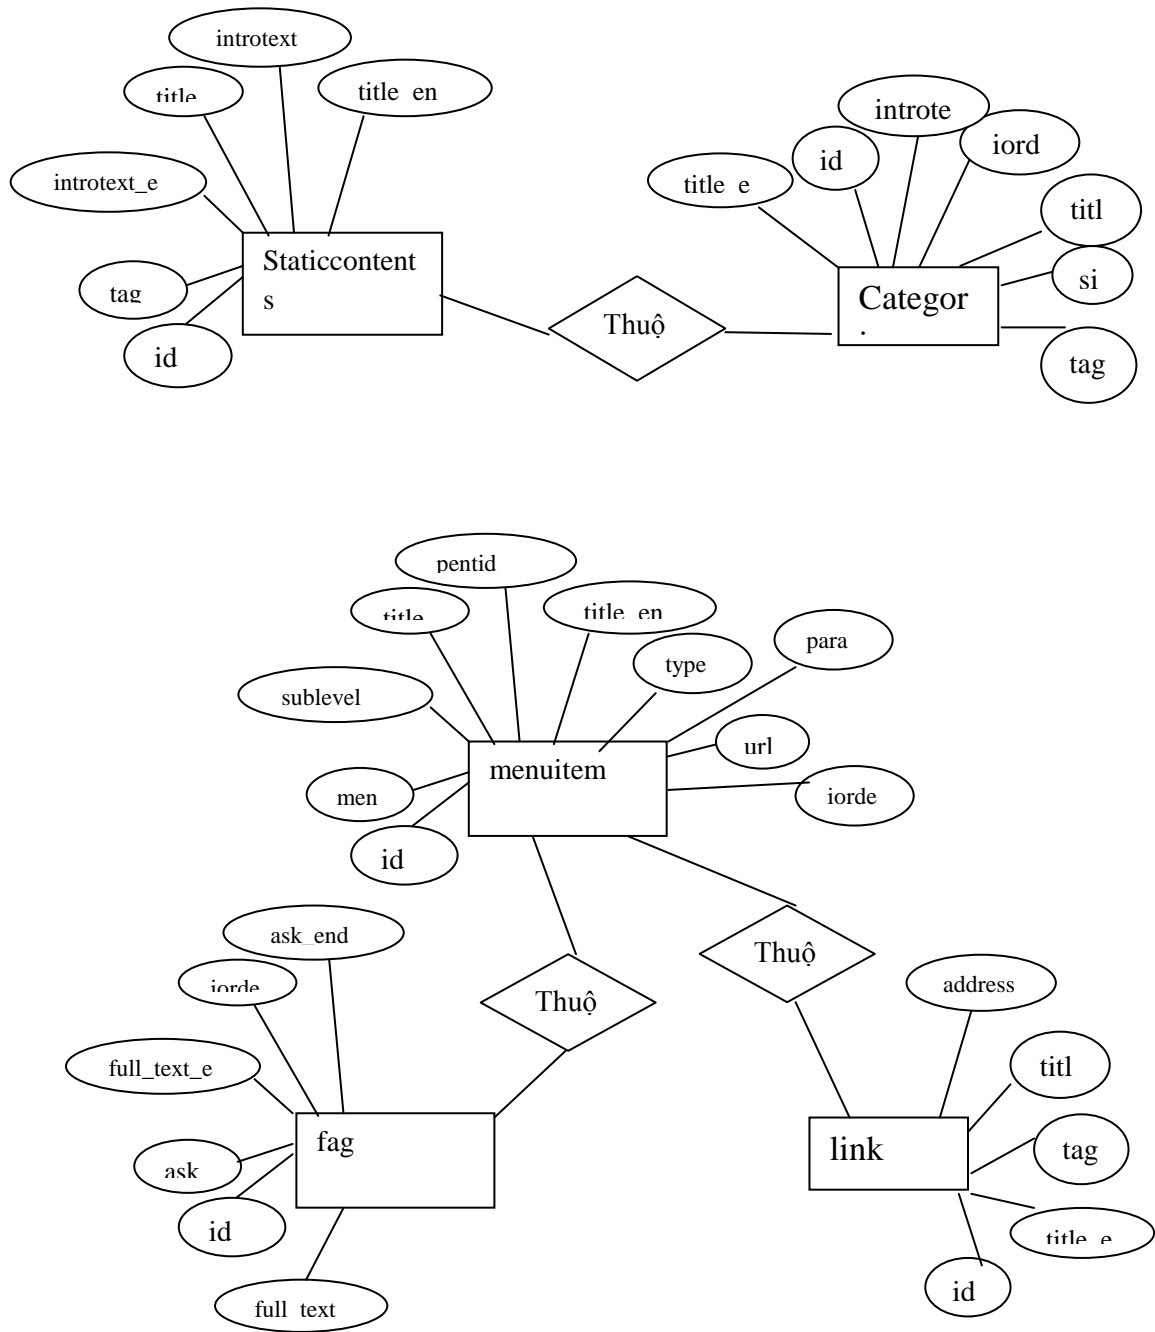 introtext
title
title_en
introtext_e
Staticcontent
s
tag
id
Thuộ
introte
id
iord
title_e
titl
si
Categor
tag
pentid
title
title_en
para
type
sublevel
url
menuitem
men
iorde
id
ask_end
Thuộ
Thuộ
iorde
address
full_text_e
titl
fag
link
tag
ask
id
title_e
id
full_text